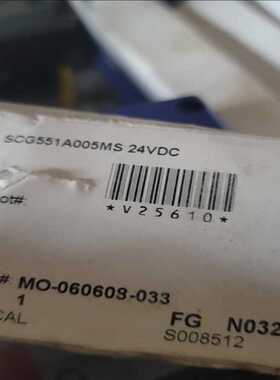 SCG551A005MS 24VDC
ot#:
*V25610*
# MO-060608-033
1
CAL
FG N032
S008512